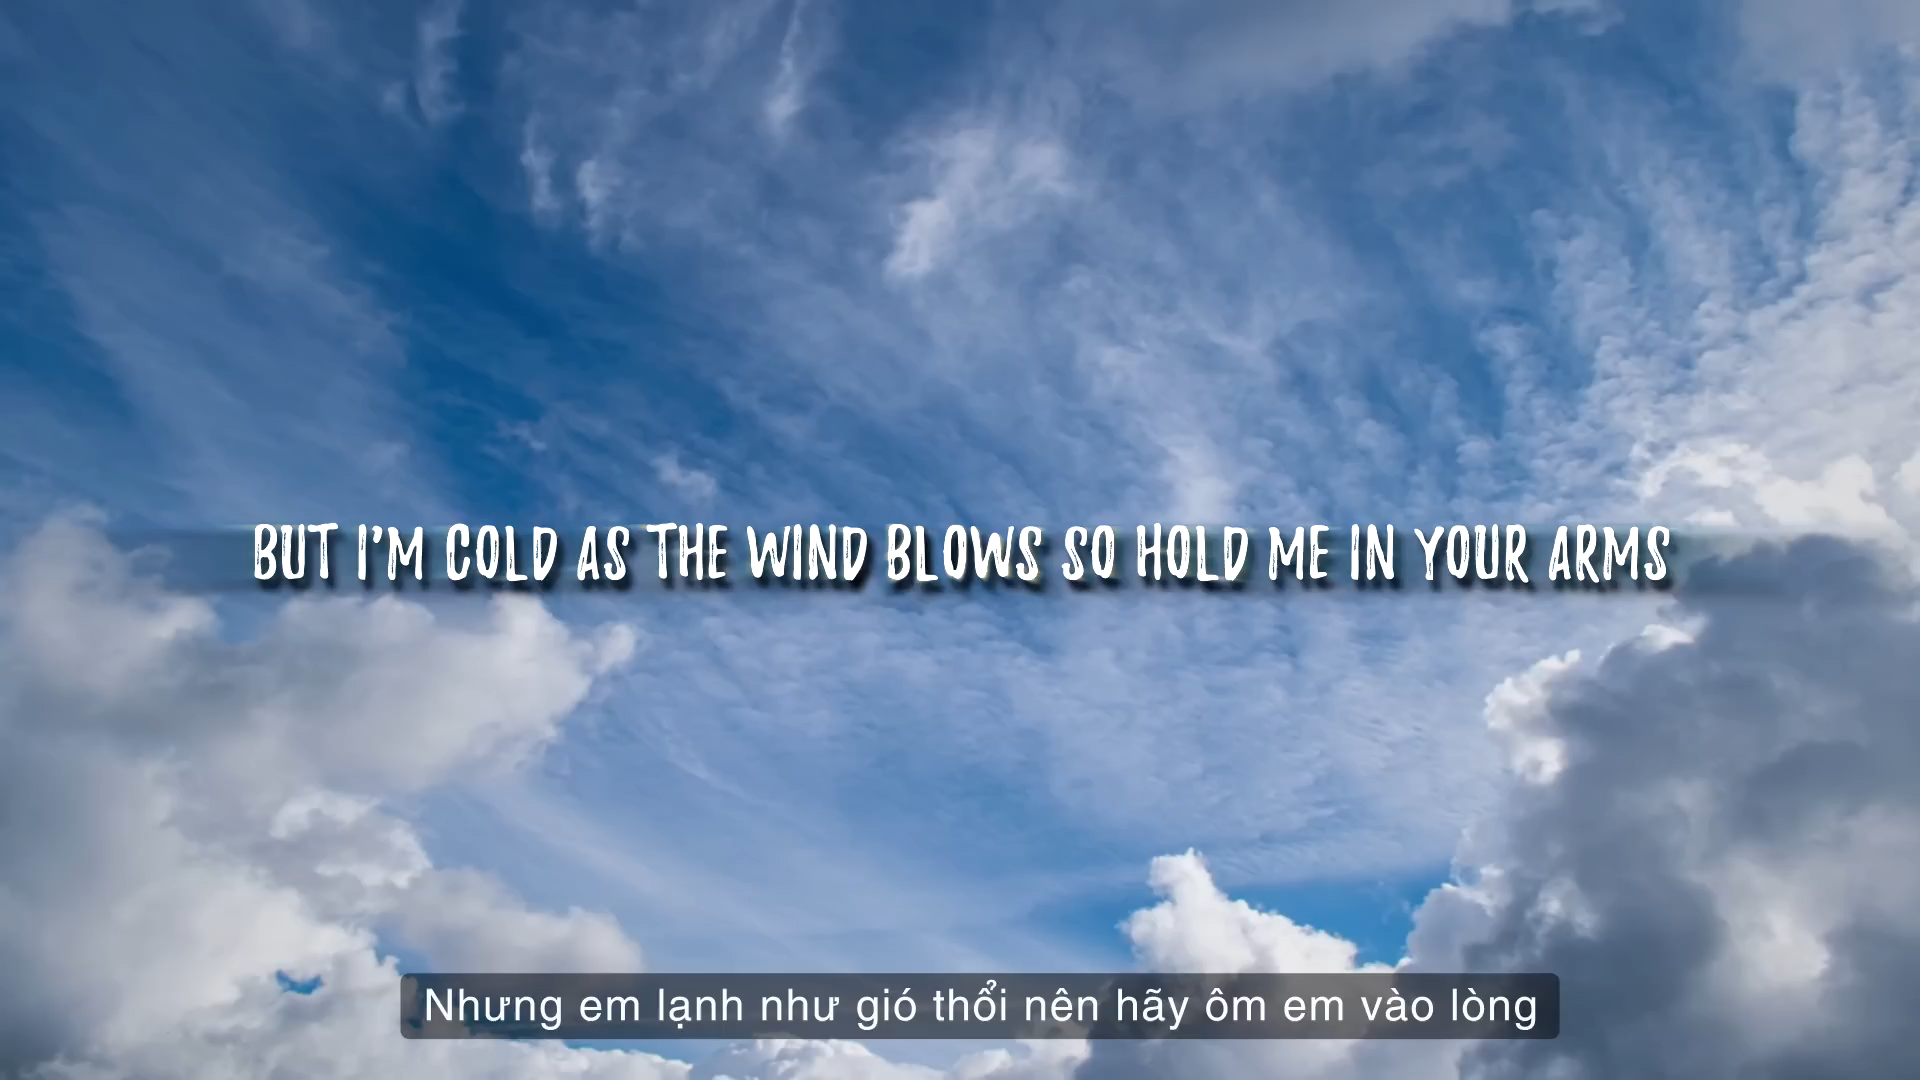 BUT I'M COLD AS THE WIND BLOWS SO HOLD ME IN YOUR ARMS
Nhưng em lạnh như gió thổi nên hãy ôm em vào lòng